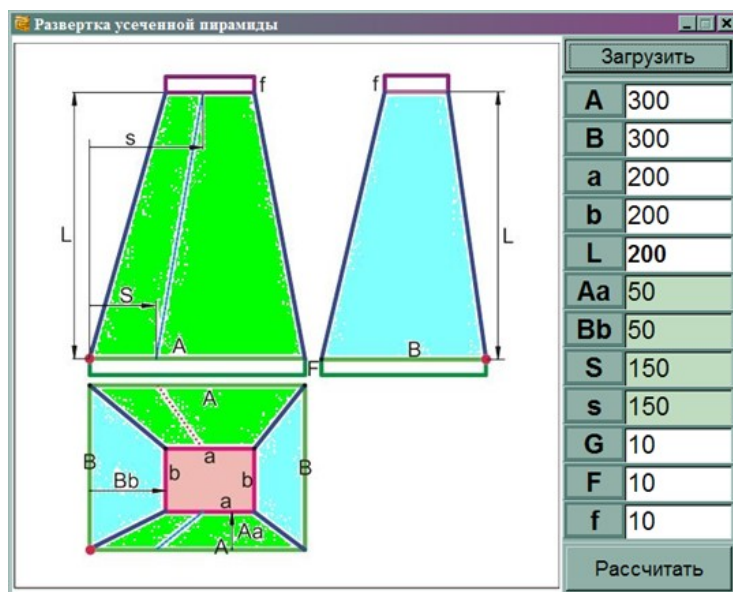 Развертка усеченной пирамиды
Загрузить
A 300
B 300
a 200
b 200
L 200
Aa 50
Bb 50
S 150
s 150
G 10
F 10
f 10
Рассчитать
f
f
s
L
L
S
A
B
F
A
B
a
B
Bb
b
b
a
Aa
A